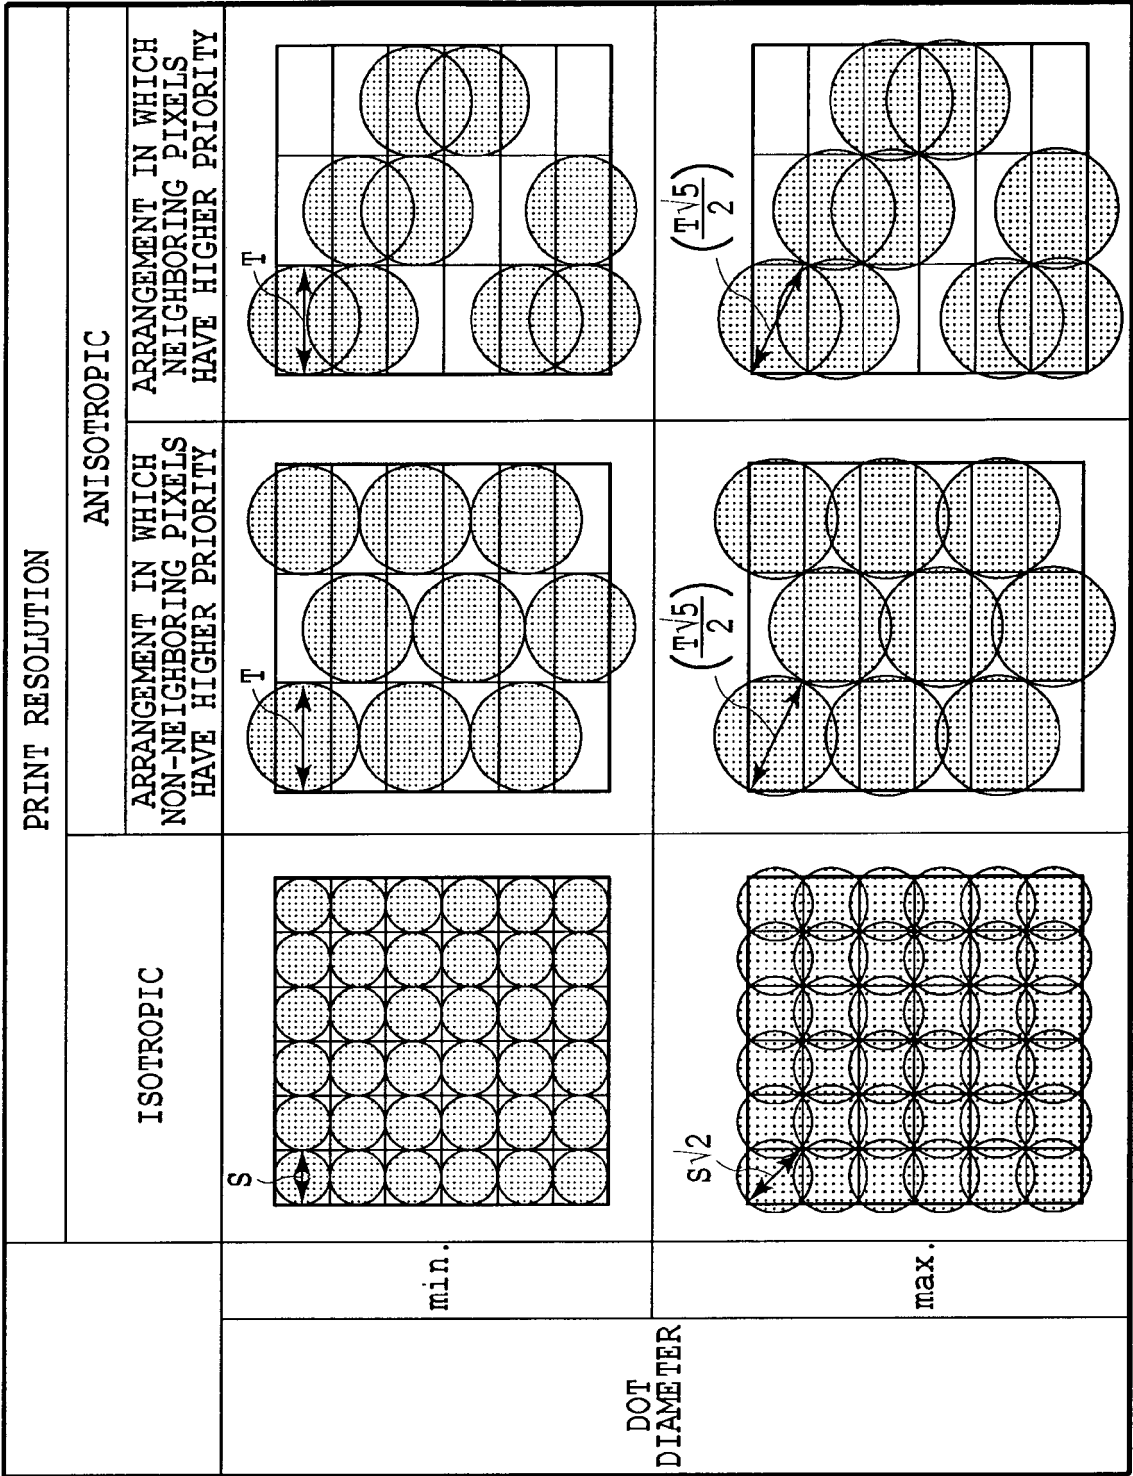 PRINT RESOLUTION
ISOTROPIC
ANISOTROPIC
ARRANGEMENT IN WHICH
NON-NEIGHBORING PIXELS
HAVE HIGHER PRIORITY
ARRANGEMENT IN WHICH
NEIGHBORING PIXELS
HAVE HIGHER PRIORITY
DOT
DIAMETER
min.
S
T
T
max.
S√2
(T√5/2)
(T√5/2)